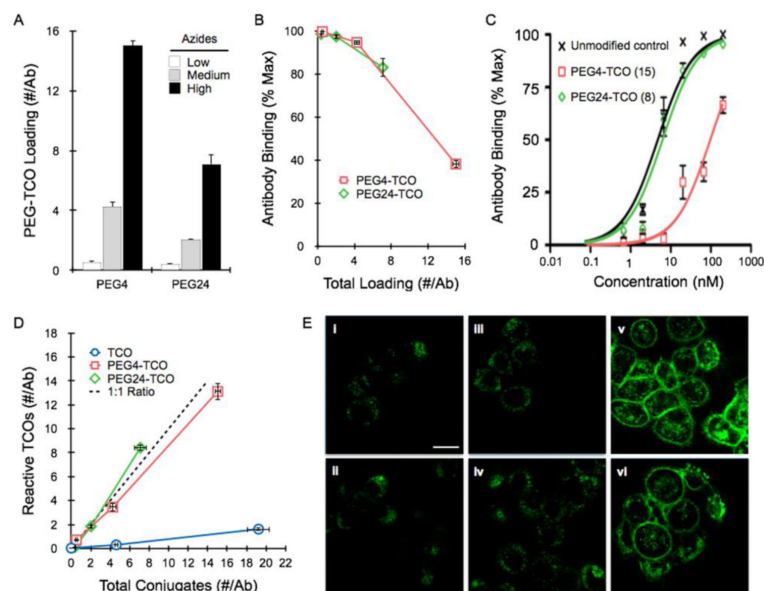 A
Azides
Low
Medium
High
PEG-TCO Loading (#/Ab)
16
12
8
4
0
PEG4
PEG24
B
Antibody Binding (% Max)
100
80
60
40
20
0
PEG4-TCO
PEG24-TCO
0
4
8
12
16
Total Loading (#/Ab)
C
Unmodified control
PEG4-TCO (15)
PEG24-TCO (8)
Antibody Binding (% Max)
100
75
50
25
0
0.01
0.1
1
10
100
1000
Concentration (nM)
D
TCO
PEG4-TCO
PEG24-TCO
1:1 Ratio
Reactive TCOs (#/Ab)
18
16
14
12
10
8
6
4
2
0
0 2 4 6 8 10 12 14 16 18 20 22
Total Conjugates (#/Ab)
E
i
iii
v
ii
iv
vi